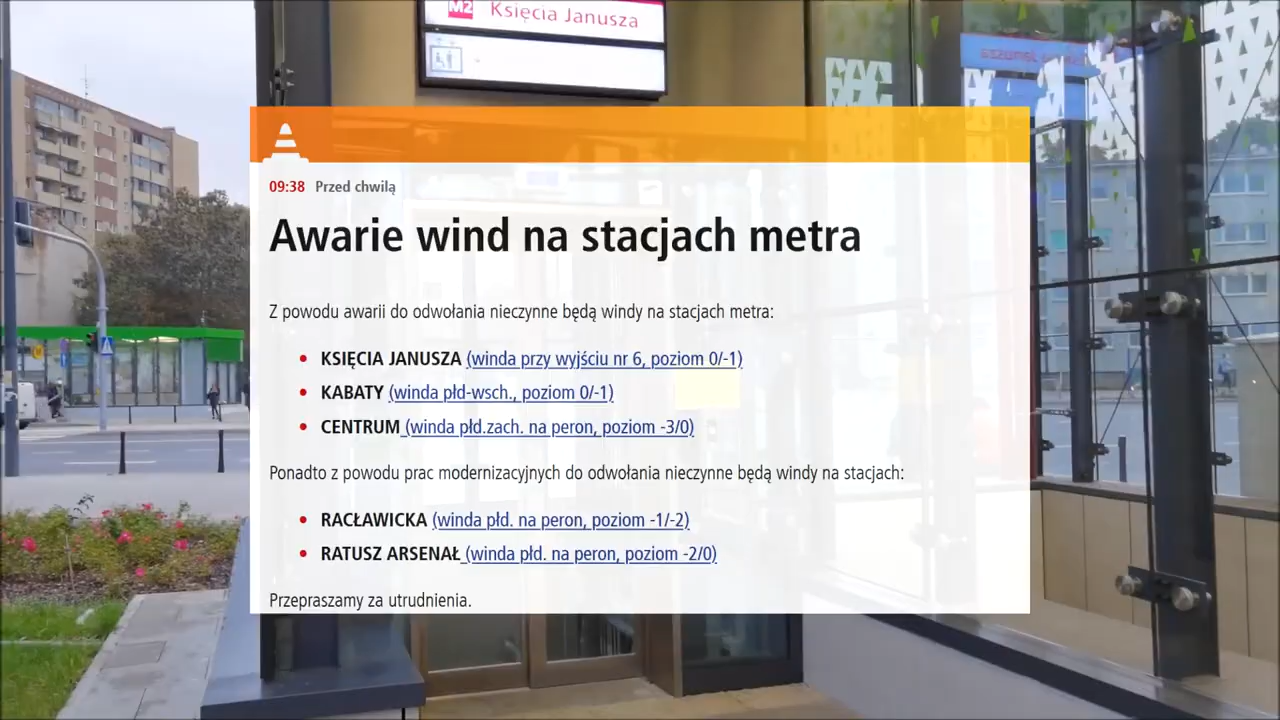 M2 Księcia Janusza
09:38 Przed chwilą
Awarie wind na stacjach metra
Z powodu awarii do odwołania nieczynne będą windy na stacjach metra:
• KSIĘCIA JANUSZA (winda przy wyjściu nr 6, poziom 0/-1)
• KABATY (winda płd-wsch., poziom 0/-1)
• CENTRUM (winda płd.zach. na peron, poziom -3/0)
Ponadto z powodu prac modernizacyjnych do odwołania nieczynne będą windy na stacjach:
• RACŁAWICKA (winda płd. na peron, poziom -1/-2)
• RATUSZ ARSENAŁ (winda płd. na peron, poziom -2/0)
Przepraszamy za utrudnienia.